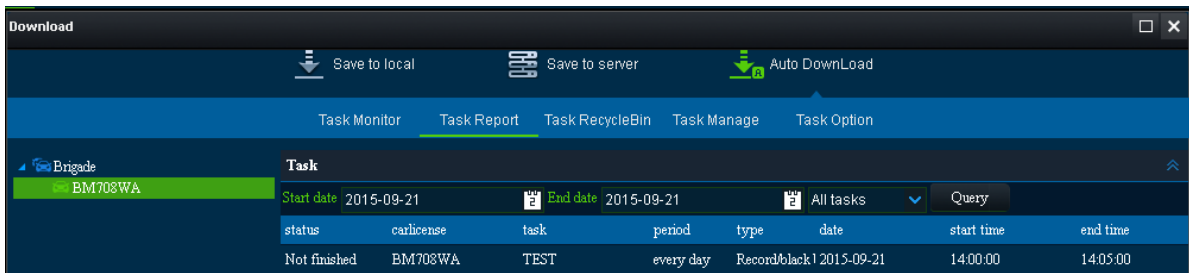 Download
Save to local Save to server Auto DownLoad
Task Monitor Task Report Task RecycleBin Task Manage Task Option
Brigade Task
BM708WA
Start date 2015-09-21 End date 2015-09-21 All tasks Query
status carlicense task period type date start time end time
Not finished BM708WA TEST every day Record/black 2015-09-21 14:00:00 14:05:00